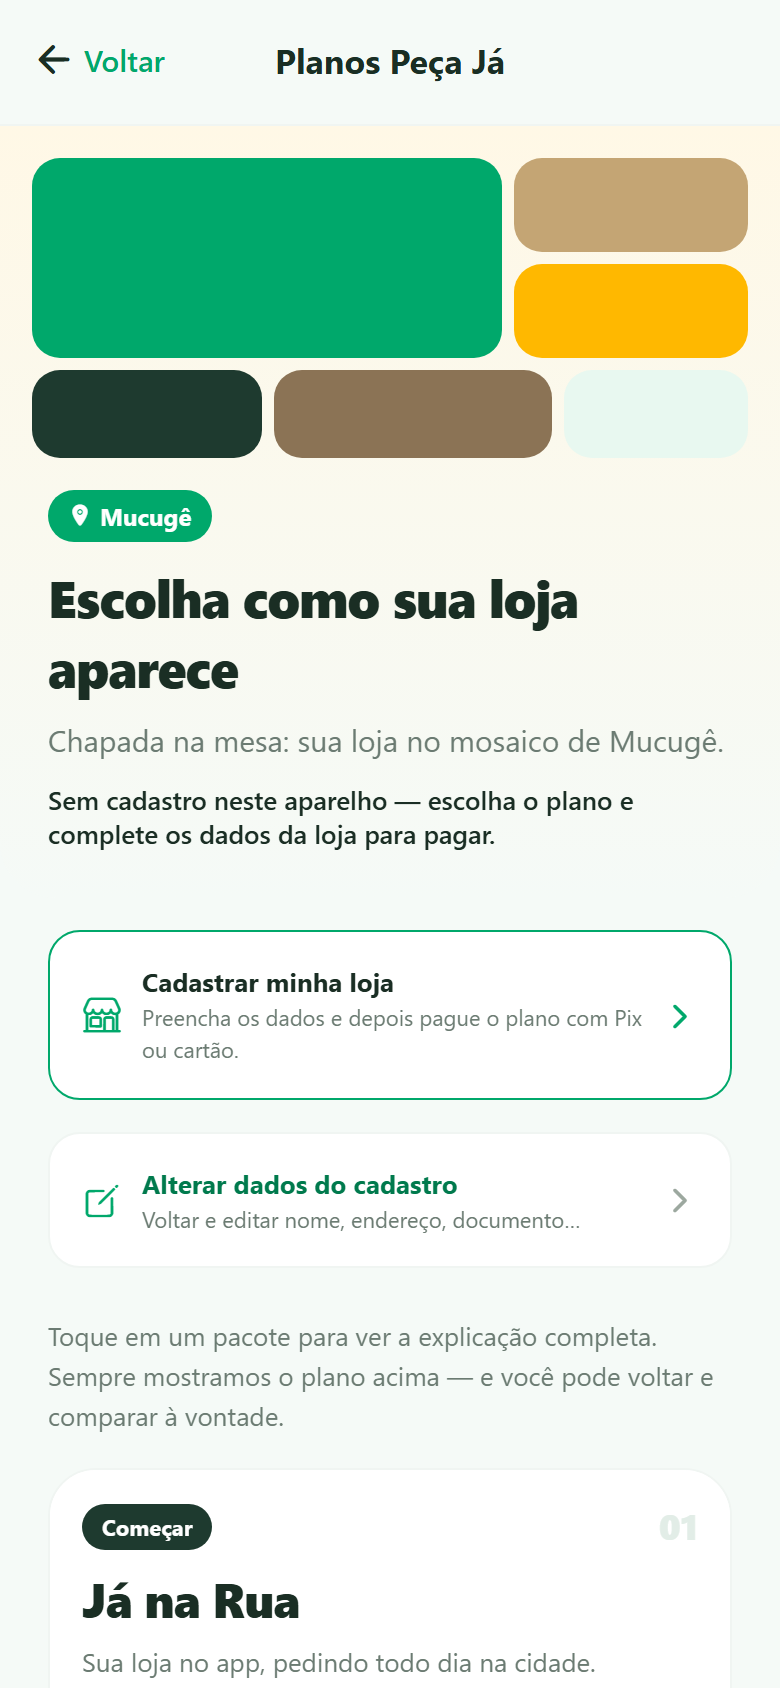 Voltar
Planos Peça Já
Mucugê
Escolha como sua loja
aparece
Chapada na mesa: sua loja no mosaico de Mucugê.
Sem cadastro neste aparelho — escolha o plano e
complete os dados da loja para pagar.
Cadastrar minha loja
Preencha os dados e depois pague o plano com Pix
ou cartão.
Alterar dados do cadastro
Voltar e editar nome, endereço, documento...
Toque em um pacote para ver a explicação completa.
Sempre mostramos o plano acima — e você pode voltar e
comparar à vontade.
Começar
01
Já na Rua
Sua loja no app, pedindo todo dia na cidade.